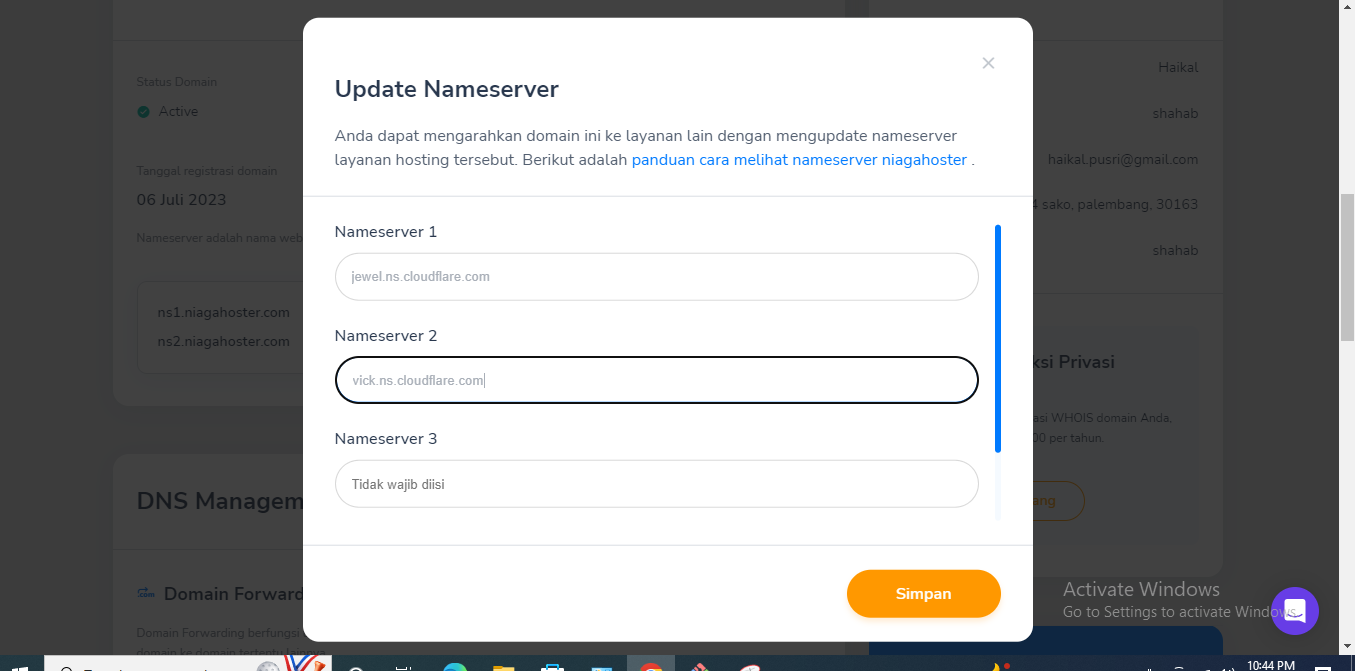 Update Nameserver
Anda dapat mengarahkan domain ini ke layanan lain dengan mengupdate nameserver
layanan hosting tersebut. Berikut adalah panduan cara melihat nameserver niagahoster .
Nameserver 1
jewel.ns.cloudflare.com
Nameserver 2
vick.ns.cloudflare.com
Nameserver 3
Tidak wajib diisi
Simpan
Status Domain
Active
Tanggal registrasi domain
06 Juli 2023
Nameserver adalah nama web
ns1.niagahoster.com
ns2.niagahoster.com
DNS Managem
Domain Forward
Domain Forwarding berfungsi
domain ke domain tertentu lainnya
Haikal
shahab
haikal.pusri@gmail.com
4 sako, palembang, 30163
shahab
ksi Privasi
asi WHOIS domain Anda,
00 per tahun.
ang
Activate Windows
Go to Settings to activate Windows.
10:44 PM